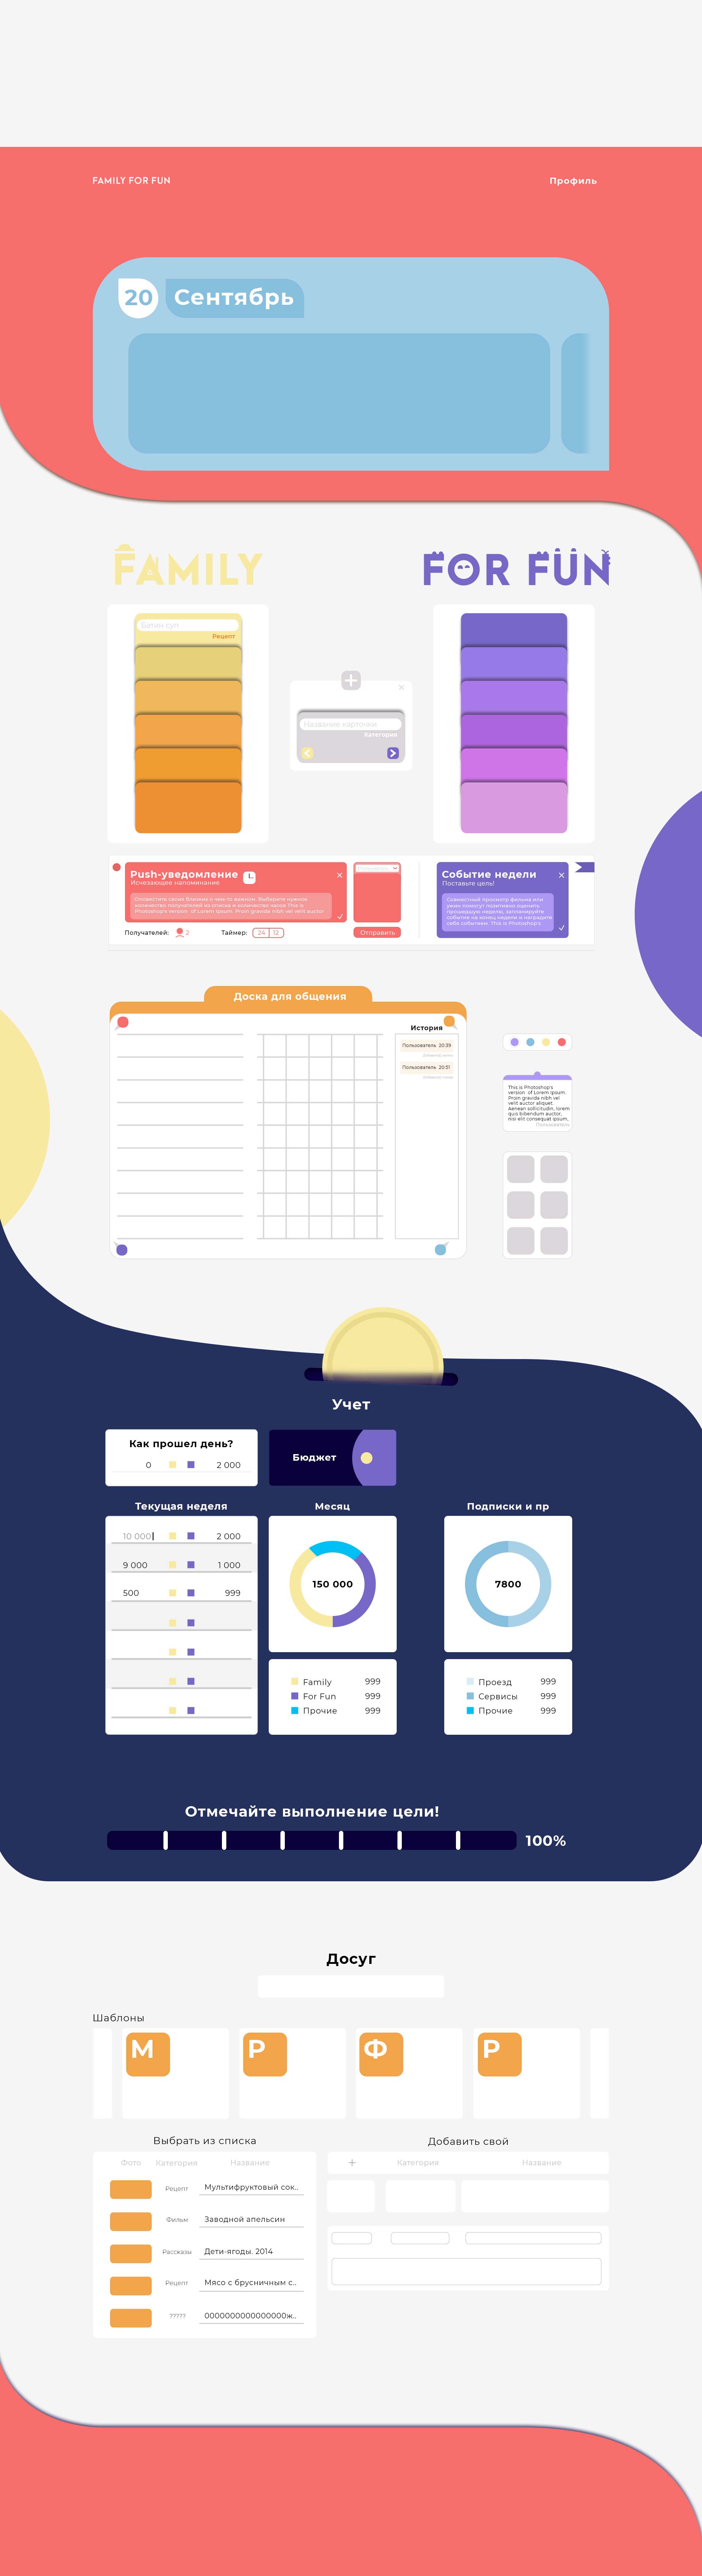 FAMILY FOR FUN
Профиль
20
Сентябрь
FAMILY
FOR FUN
Рецепт
Название карточки
Категория
Push-уведомление
Исчезающее напоминание
Оповестите своих близких о чем-то важном. Выберите нужное
количество получателей из списка и количество часов This is
Photoshop's version of Lorem Ipsum. Proin gravida nibh vel velit auctor
Получателей:
2
Таймер:
24 12
Отправить
Событие недели
Поставьте цель!
Совместный просмотр фильма или
ужин помогут позитивно оценить
прошедшую неделю, запланируйте
событие на конец недели и наградите
себя событием. This is Photoshop's
Доска для общения
История
Пользователь 20:39
Пользователь 20:51
This is Photoshop's
version of Lorem Ipsum.
Proin gravida nibh vel
velit auctor aliquet.
Aenean sollicitudin, lorem
quis bibendum auctor,
nisi elit consequat ipsum,
Пользователь
Учет
Как прошел день?
0
2 000
Бюджет
Текущая неделя
10 000
2 000
9 000
1 000
500
999
Месяц
150 000
Family 999
For Fun 999
Прочие 999
Подписки и пр
7800
Проезд 999
Сервисы 999
Прочие 999
Отмечайте выполнение цели!
100%
Досуг
Шаблоны
М
Р
Ф
Р
Выбрать из списка
Фото Категория Название
Рецепт Мультифруктовый сок..
Фильм Заводной апельсин
Рассказы Дети-ягоды. 2014
Рецепт Мясо с брусничным с..
????? 0000000000000000ж..
Добавить свой
+ Категория Название